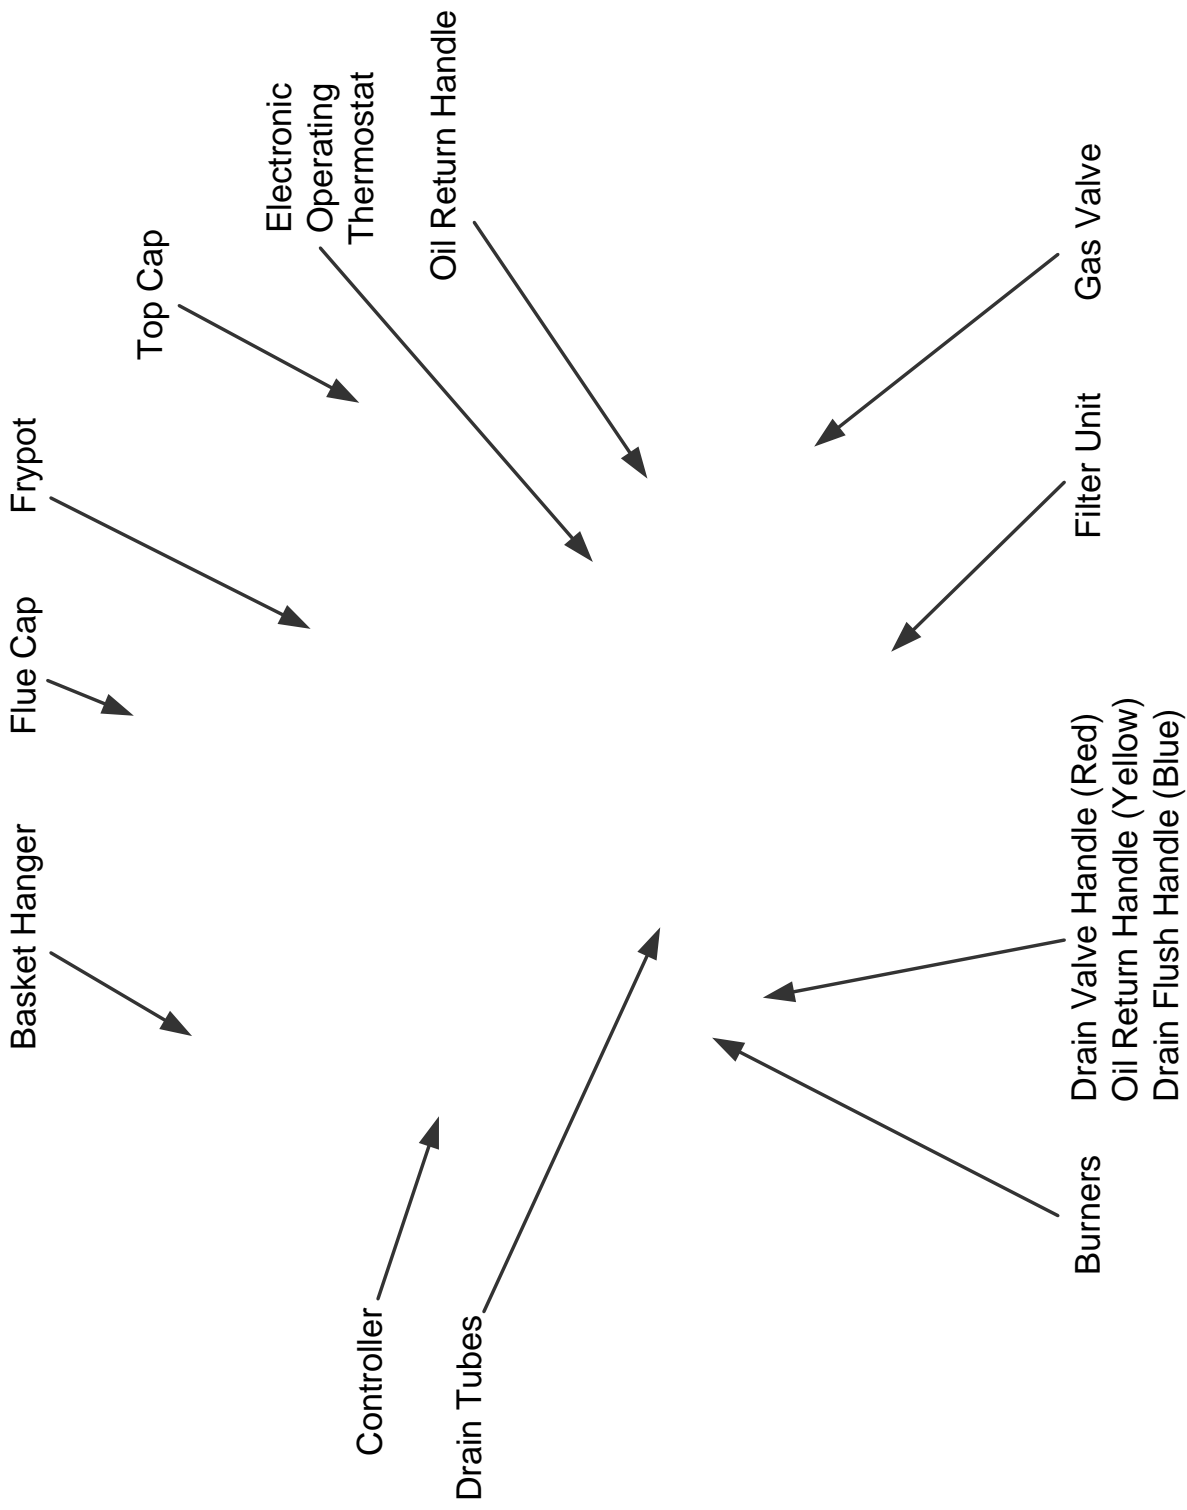 Basket Hanger
Flue Cap
Frypot
Top Cap
Electronic
Operating
Thermostat
Oil Return Handle
Controller
Drain Tubes
Burners
Drain Valve Handle (Red)
Oil Return Handle (Yellow)
Drain Flush Handle (Blue)
Filter Unit
Gas Valve